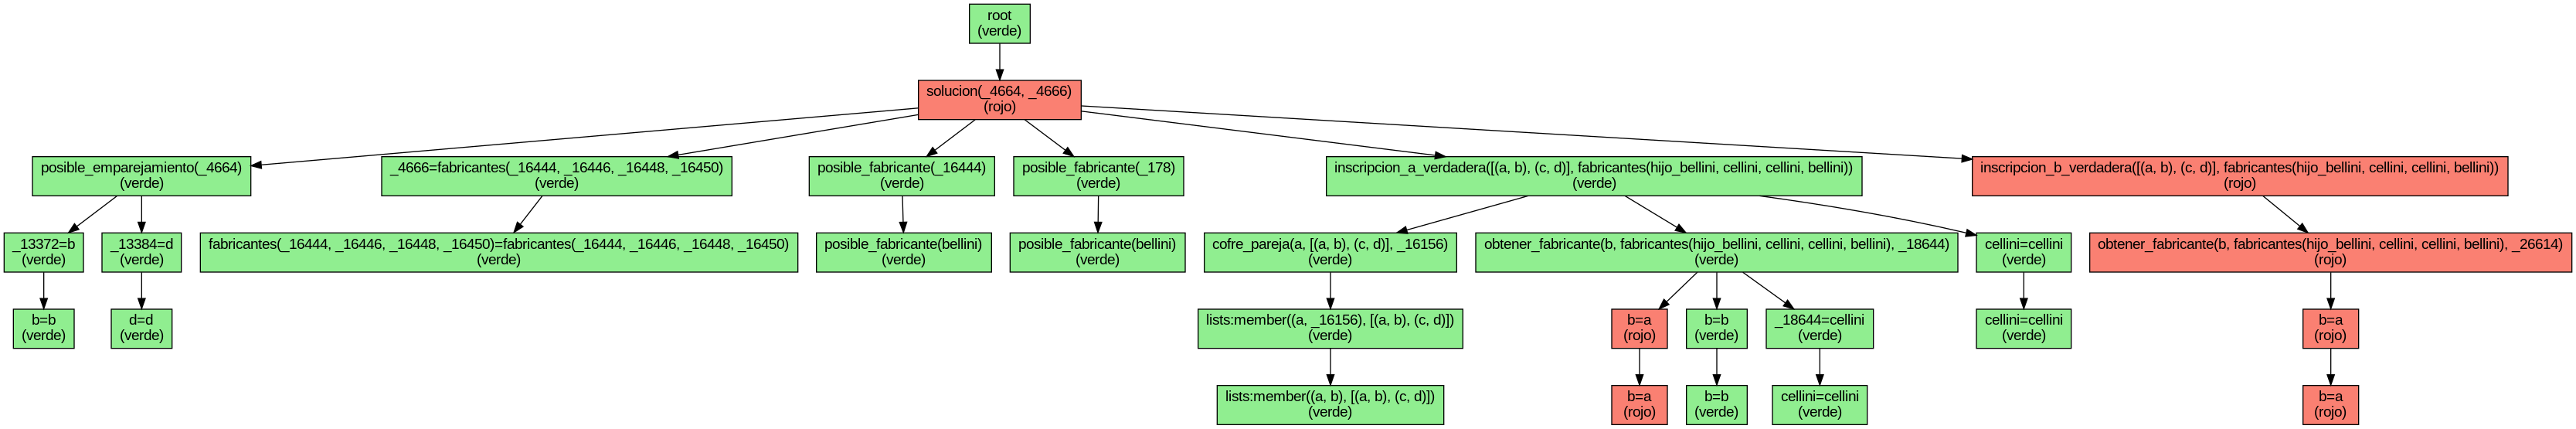 root
(verde)
solucion(_4664, _4666)
(rojo)
posible_emparejamiento(_4664)
(verde)
_4666=fabricantes(_16444, _16446, _16448, _16450)
(verde)
posible_fabricante(_16444)
(verde)
posible_fabricante(_178)
(verde)
inscripcion_a_verdadera([(a, b), (c, d)], fabricantes(hijo_bellini, cellini, cellini, bellini))
(verde)
inscripcion_b_verdadera([(a, b), (c, d)], fabricantes(hijo_bellini, cellini, cellini, bellini))
(rojo)
_13372=b
(verde)
_13384=d
(verde)
fabricantes(_16444, _16446, _16448, _16450)=fabricantes(_16444, _16446, _16448, _16450)
(verde)
posible_fabricante(bellini)
(verde)
posible_fabricante(bellini)
(verde)
cofre_pareja(a, [(a, b), (c, d)], _16156)
(verde)
obtener_fabricante(b, fabricantes(hijo_bellini, cellini, cellini, bellini), _18644)
(verde)
cellini=cellini
(verde)
obtener_fabricante(b, fabricantes(hijo_bellini, cellini, cellini, bellini), _26614)
(rojo)
b=b
(verde)
d=d
(verde)
lists:member((a, _16156), [(a, b), (c, d)])
(verde)
b=a
(rojo)
b=b
(verde)
_18644=cellini
(verde)
cellini=cellini
(verde)
b=a
(rojo)
lists:member((a, b), [(a, b), (c, d)])
(verde)
b=a
(rojo)
b=b
(verde)
cellini=cellini
(verde)
b=a
(rojo)